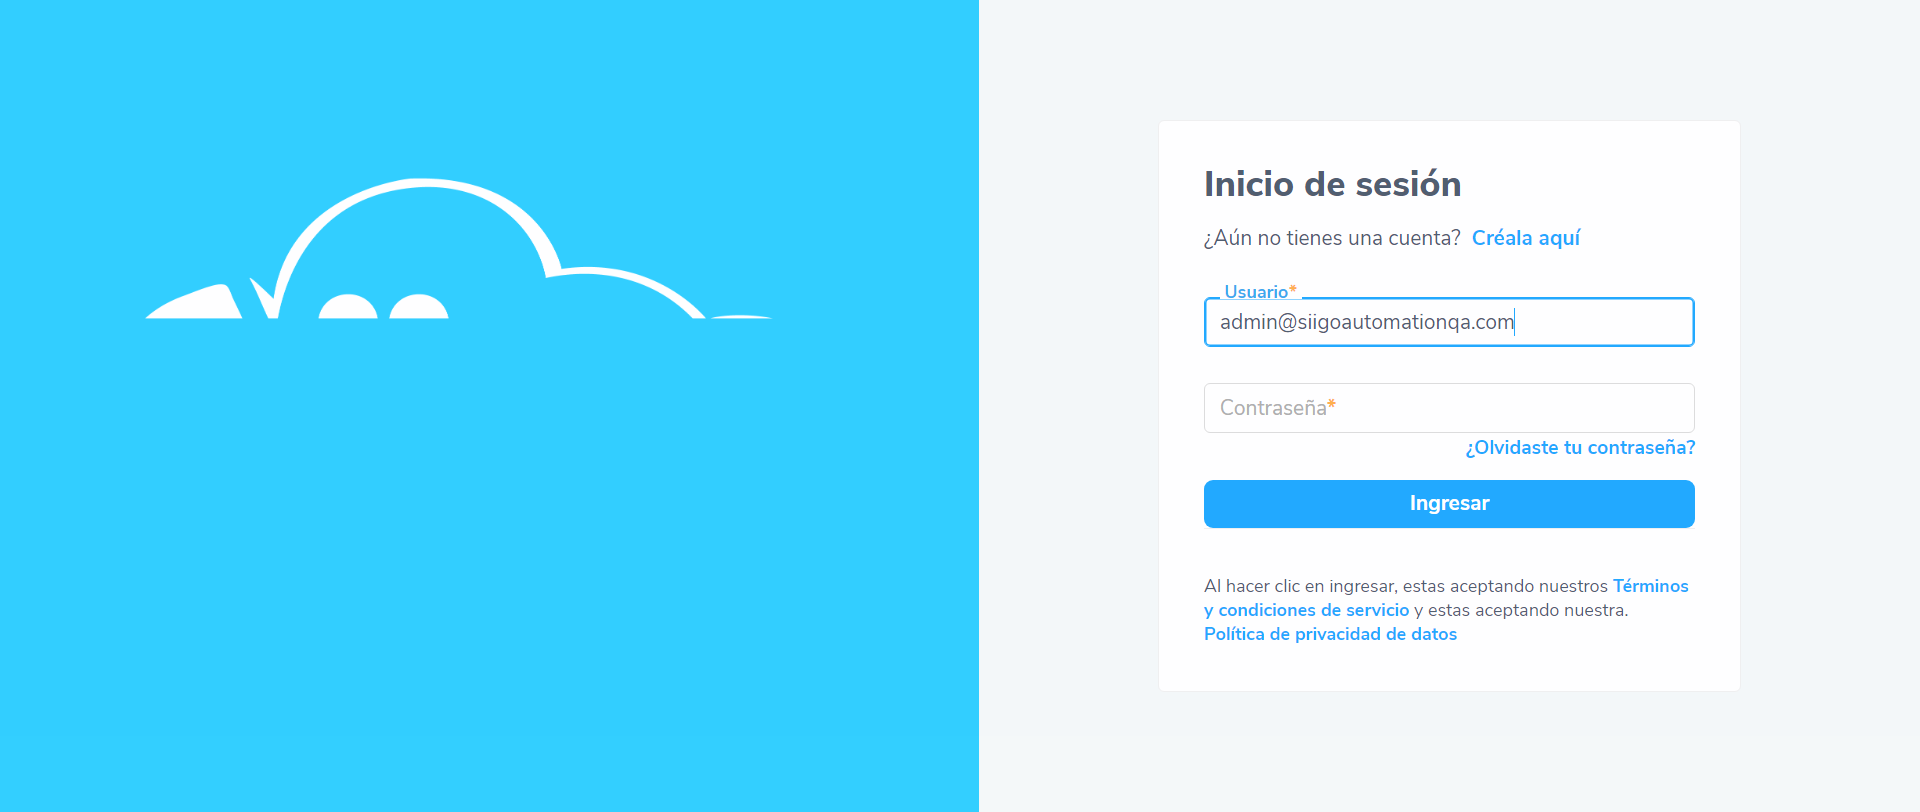 Inicio de sesión
¿Aún no tienes una cuenta? Créala aquí
Usuario*
admin@siigoautomationqa.com
Contraseña*
¿Olvidaste tu contraseña?
Ingresar
Al hacer clic en ingresar, estas aceptando nuestros Términos
y condiciones de servicio y estas aceptando nuestra.
Política de privacidad de datos